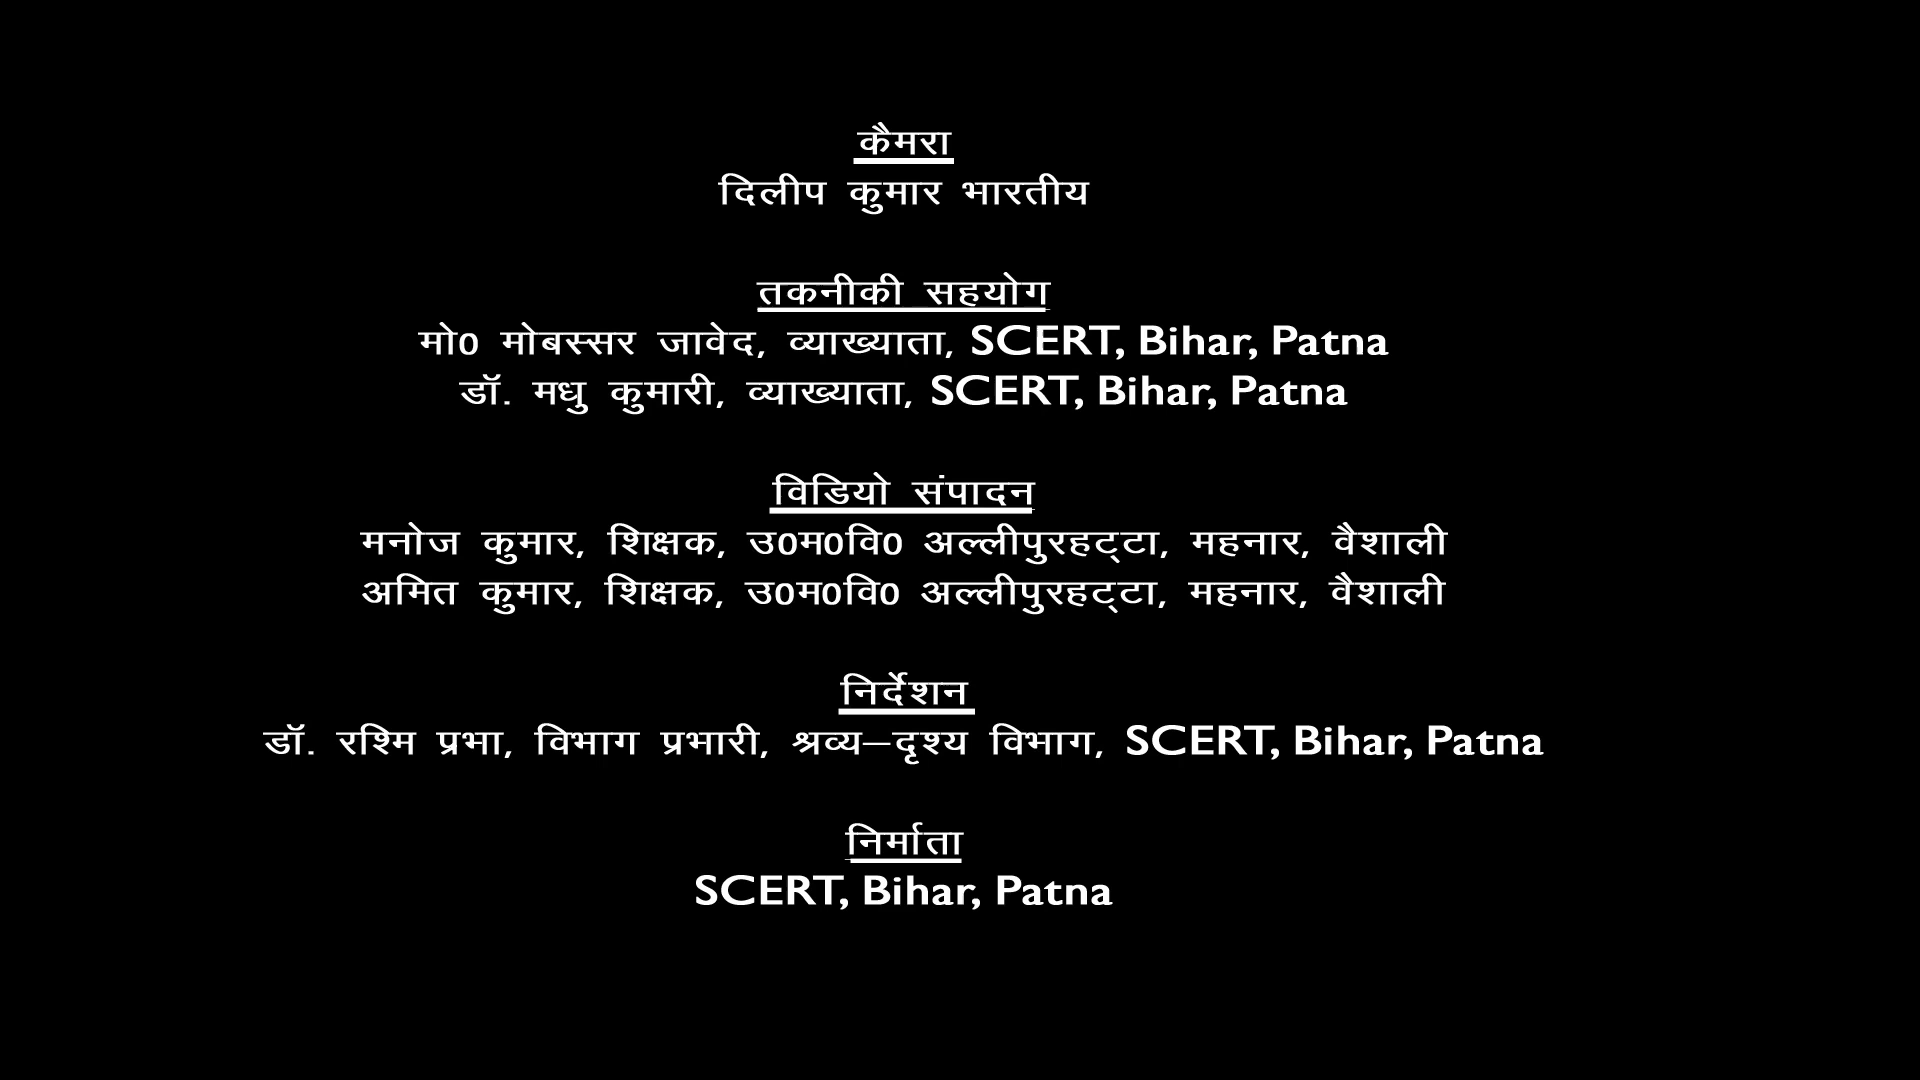 कैमरा
दिलीप कुमार भारतीय
तकनीकी सहयोग
मो0 मोबस्सर जावेद, व्याख्याता, SCERT, Bihar, Patna
डॉ. मधु कुमारी, व्याख्याता, SCERT, Bihar, Patna
विडियो संपादन
मनोज कुमार, शिक्षक, उ0म0वि0 अल्लीपुरहट्टा, महनार, वैशाली
अमित कुमार, शिक्षक, उ0म0वि0 अल्लीपुरहट्टा, महनार, वैशाली
निर्देशन
डॉ. रश्मि प्रभा, विभाग प्रभारी, श्रव्य–दृश्य विभाग, SCERT, Bihar, Patna
निर्माता
SCERT, Bihar, Patna